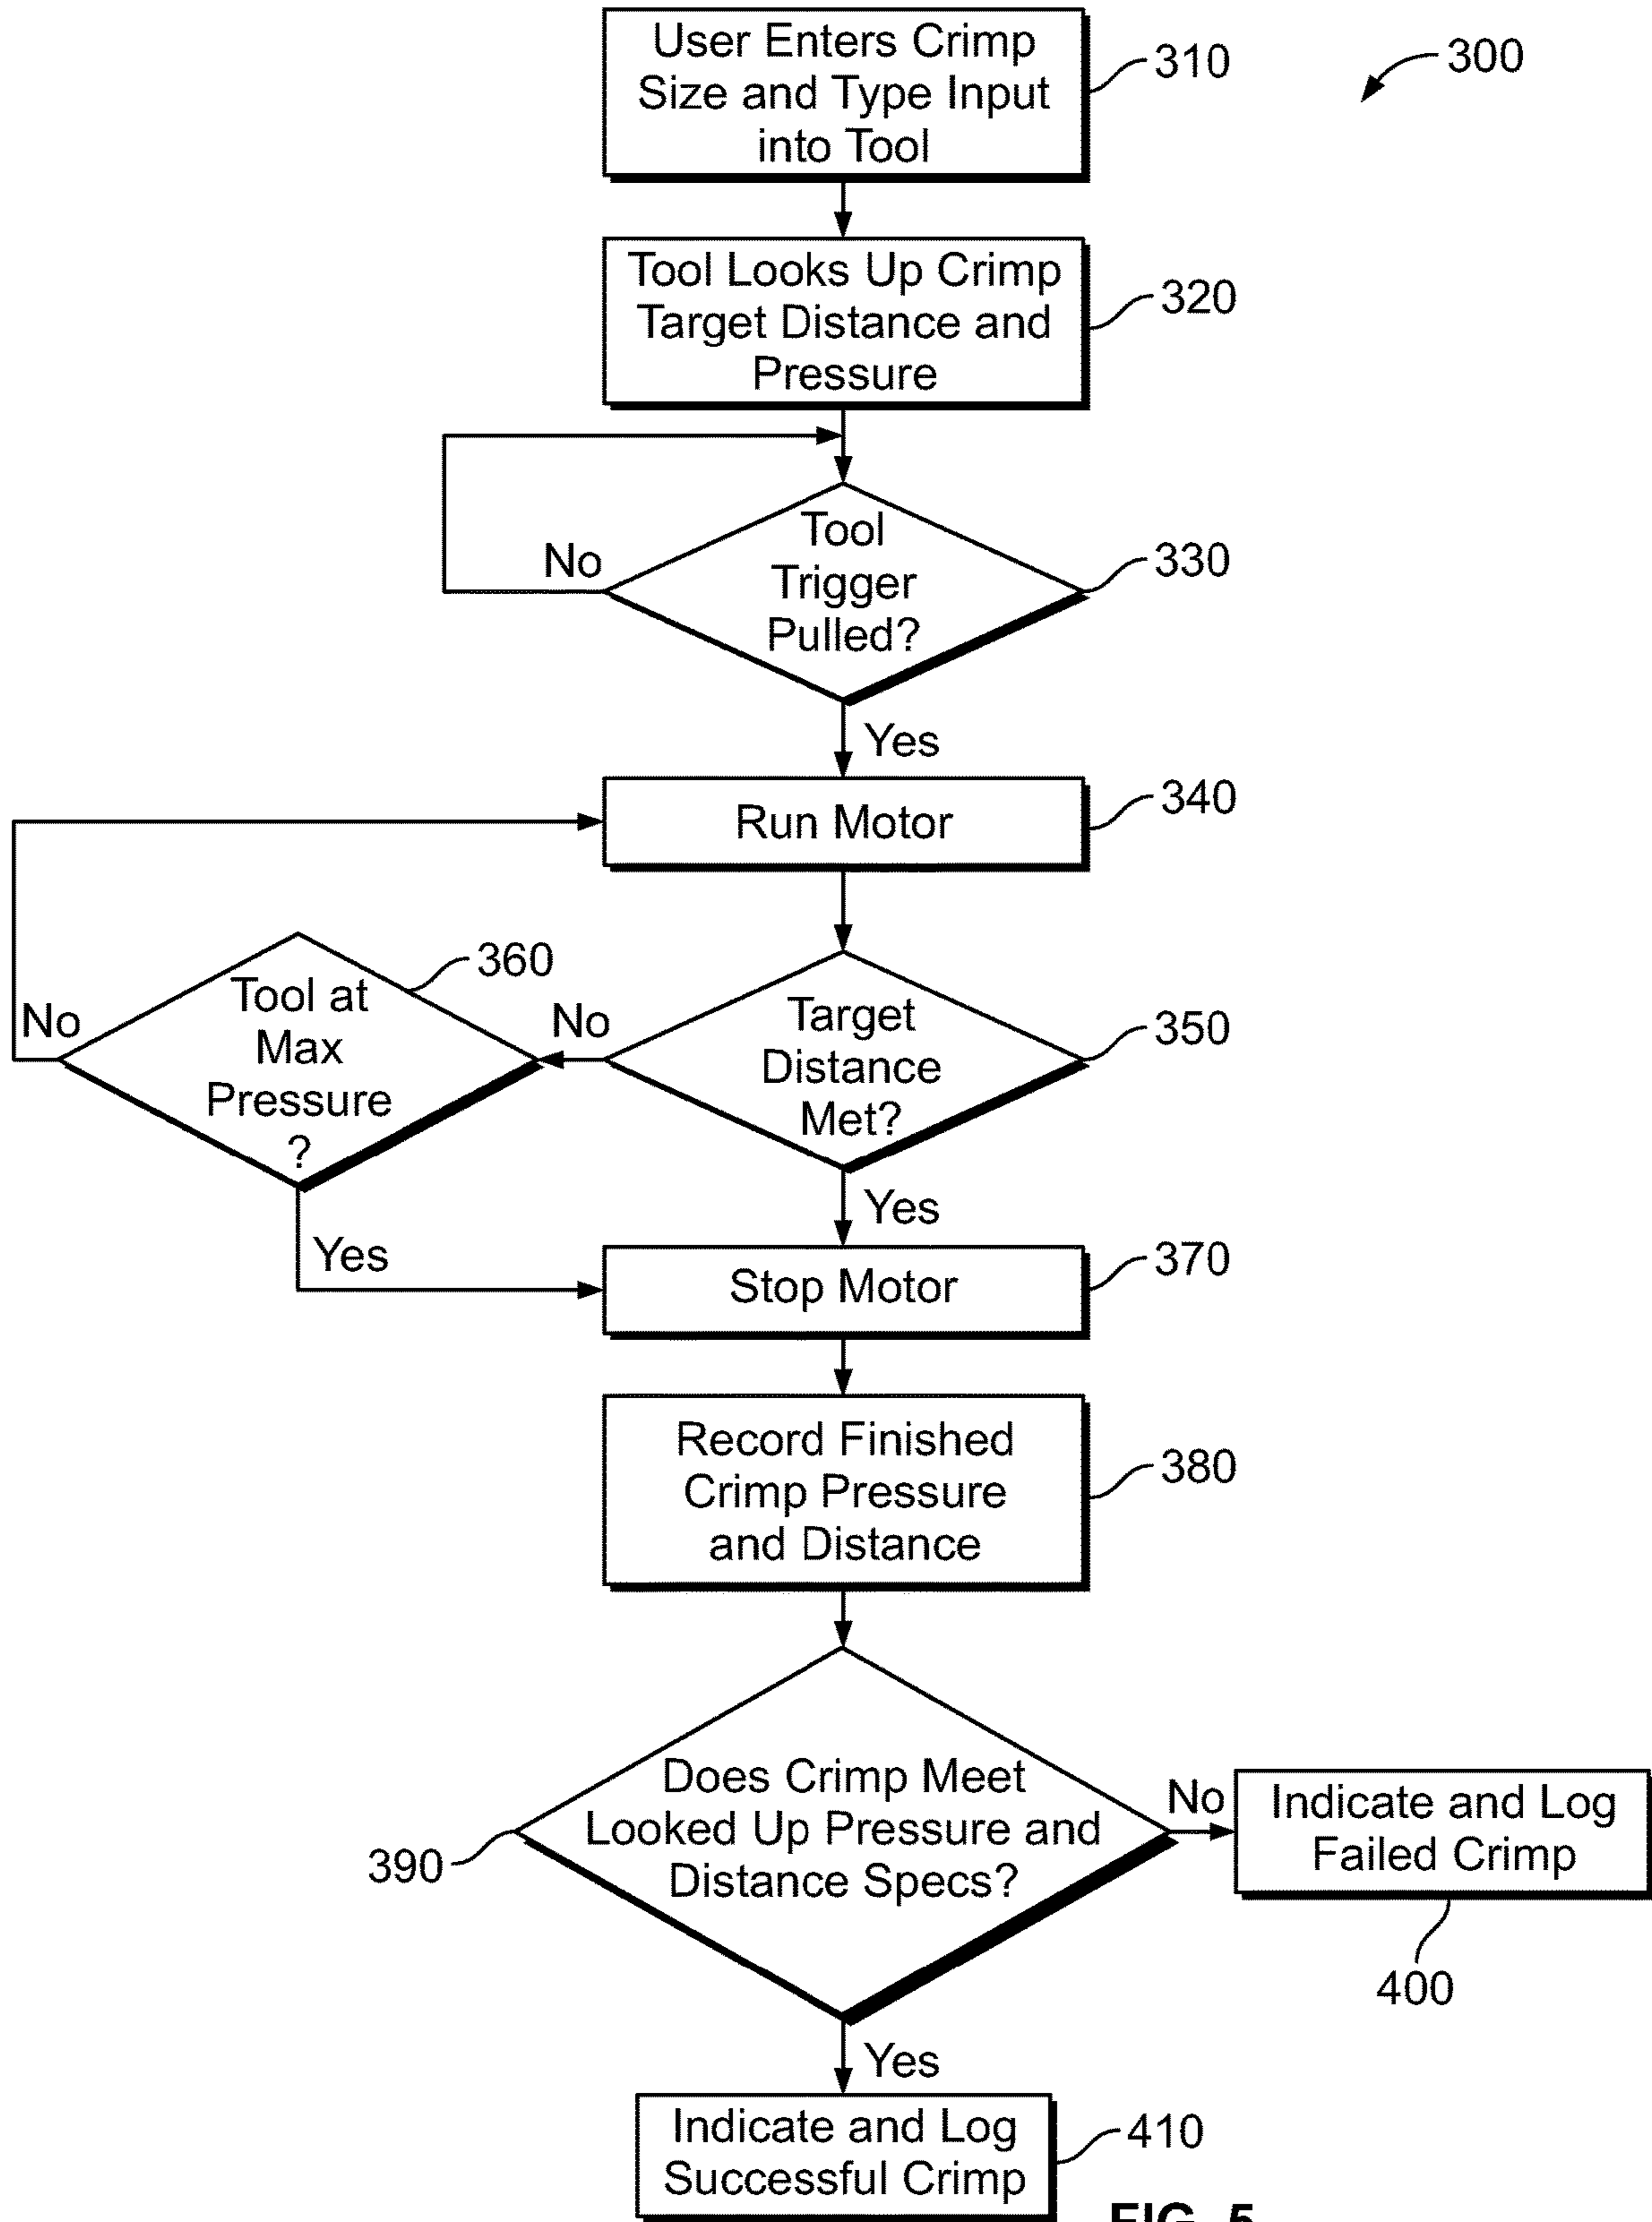 User Enters Crimp
Size and Type Input
into Tool
310
300
Tool Looks Up Crimp
Target Distance and
Pressure
320
Tool
Trigger
Pulled?
No
330
Yes
Run Motor
340
Tool at
Max
Pressure
?
360
No
No
Target
Distance
Met?
350
Yes
Yes
Stop Motor
370
Record Finished
Crimp Pressure
and Distance
380
Does Crimp Meet
Looked Up Pressure and
Distance Specs?
390
No
Indicate and Log
Failed Crimp
400
Yes
Indicate and Log
Successful Crimp
410
FIG. 5